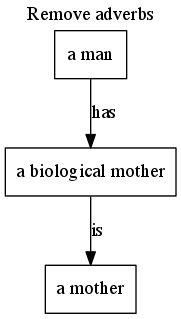 Remove adverbs
a man
has
a biological mother
is
a mother